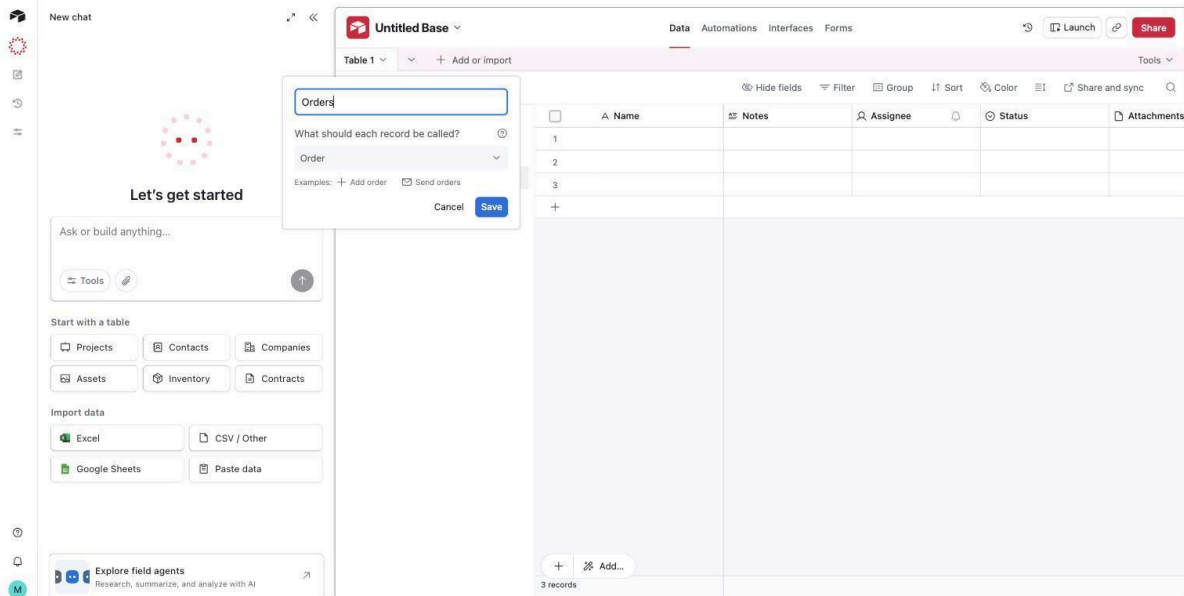 New chat
Let's get started
Ask or build anything...
Tools
Start with a table
Projects Contacts Companies
Assets Inventory Contracts
Import data
Excel CSV / Other
Google Sheets Paste data
Explore field agents
Research, summarize, and analyze with AI
M
Untitled Base
Data Automations Interfaces Forms
Launch
Share
Table 1
Add or import
Tools
Orders
What should each record be called?
Order
Examples: + Add order Send orders
Cancel Save
Hide fields Filter Group Sort Color Share and sync
A Name Notes Assignee Status Attachments
1
2
3
+
+ Add...
3 records